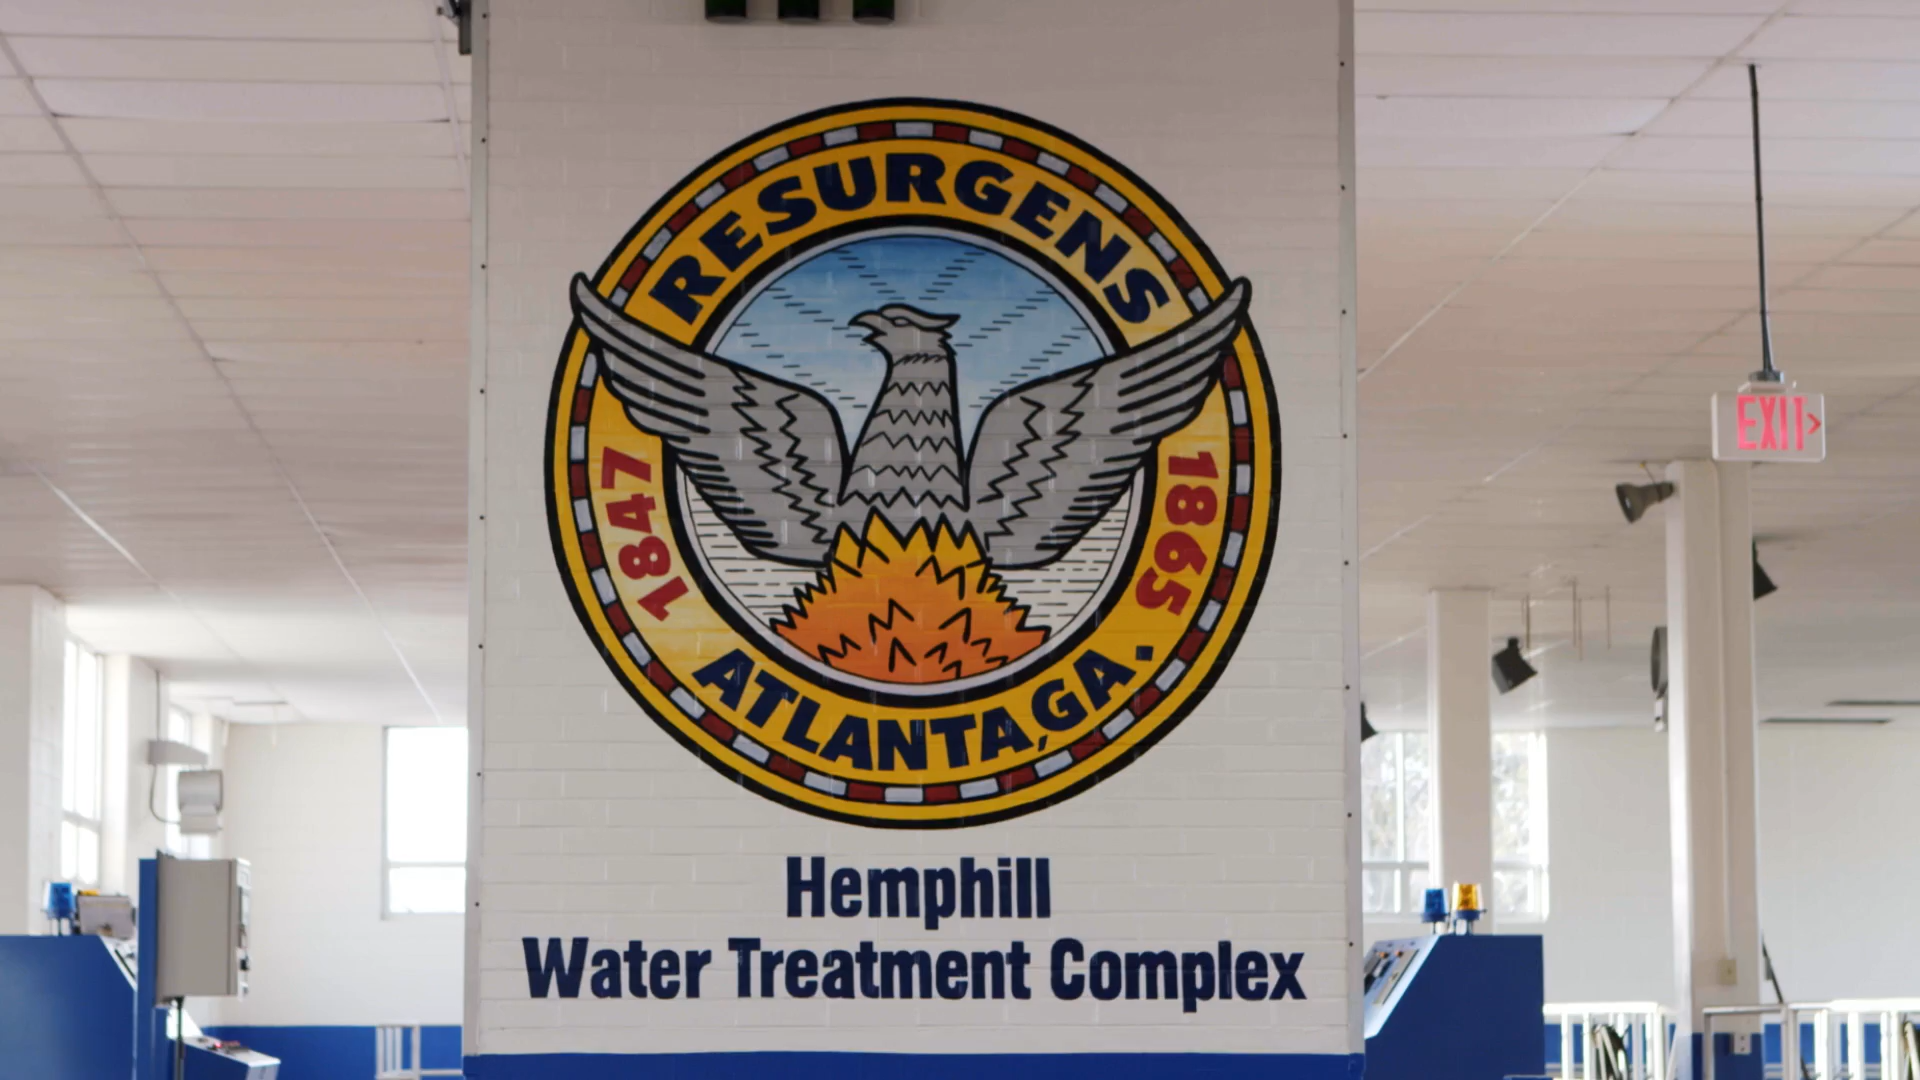 RESURGENS
1847
1865
ATLANTA, GA.
Hemphill
Water Treatment Complex
EXIT